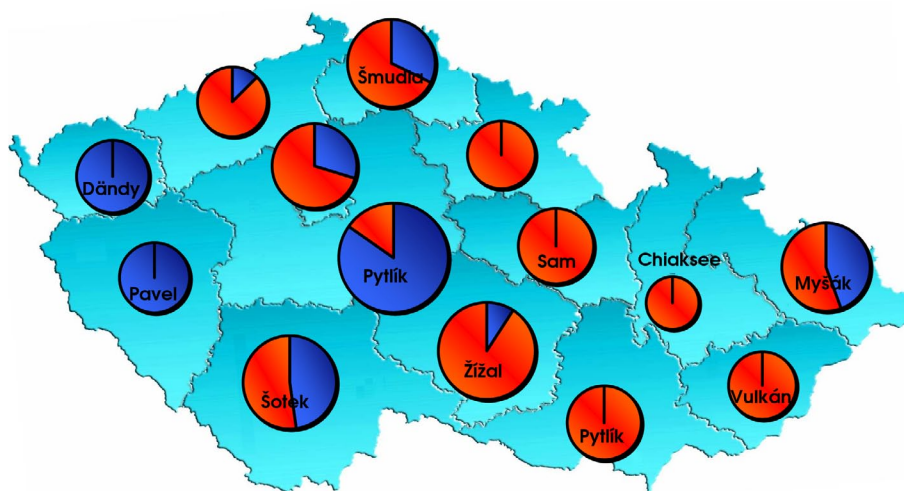 Šmudla
Dändy
Pytlík
Sam
Chiaksee
Pavel
Myšák
Žížal
Šotek
Vulkán
Pytlík